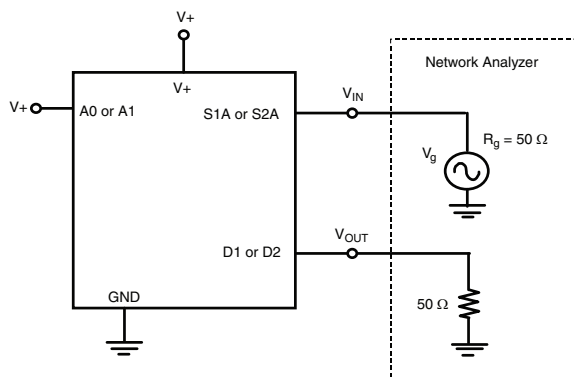 V+
V+
V+
A0 or A1
S1A or S2A
V_IN
Network Analyzer
V_g
R_g = 50 Ω
D1 or D2
V_OUT
GND
50 Ω